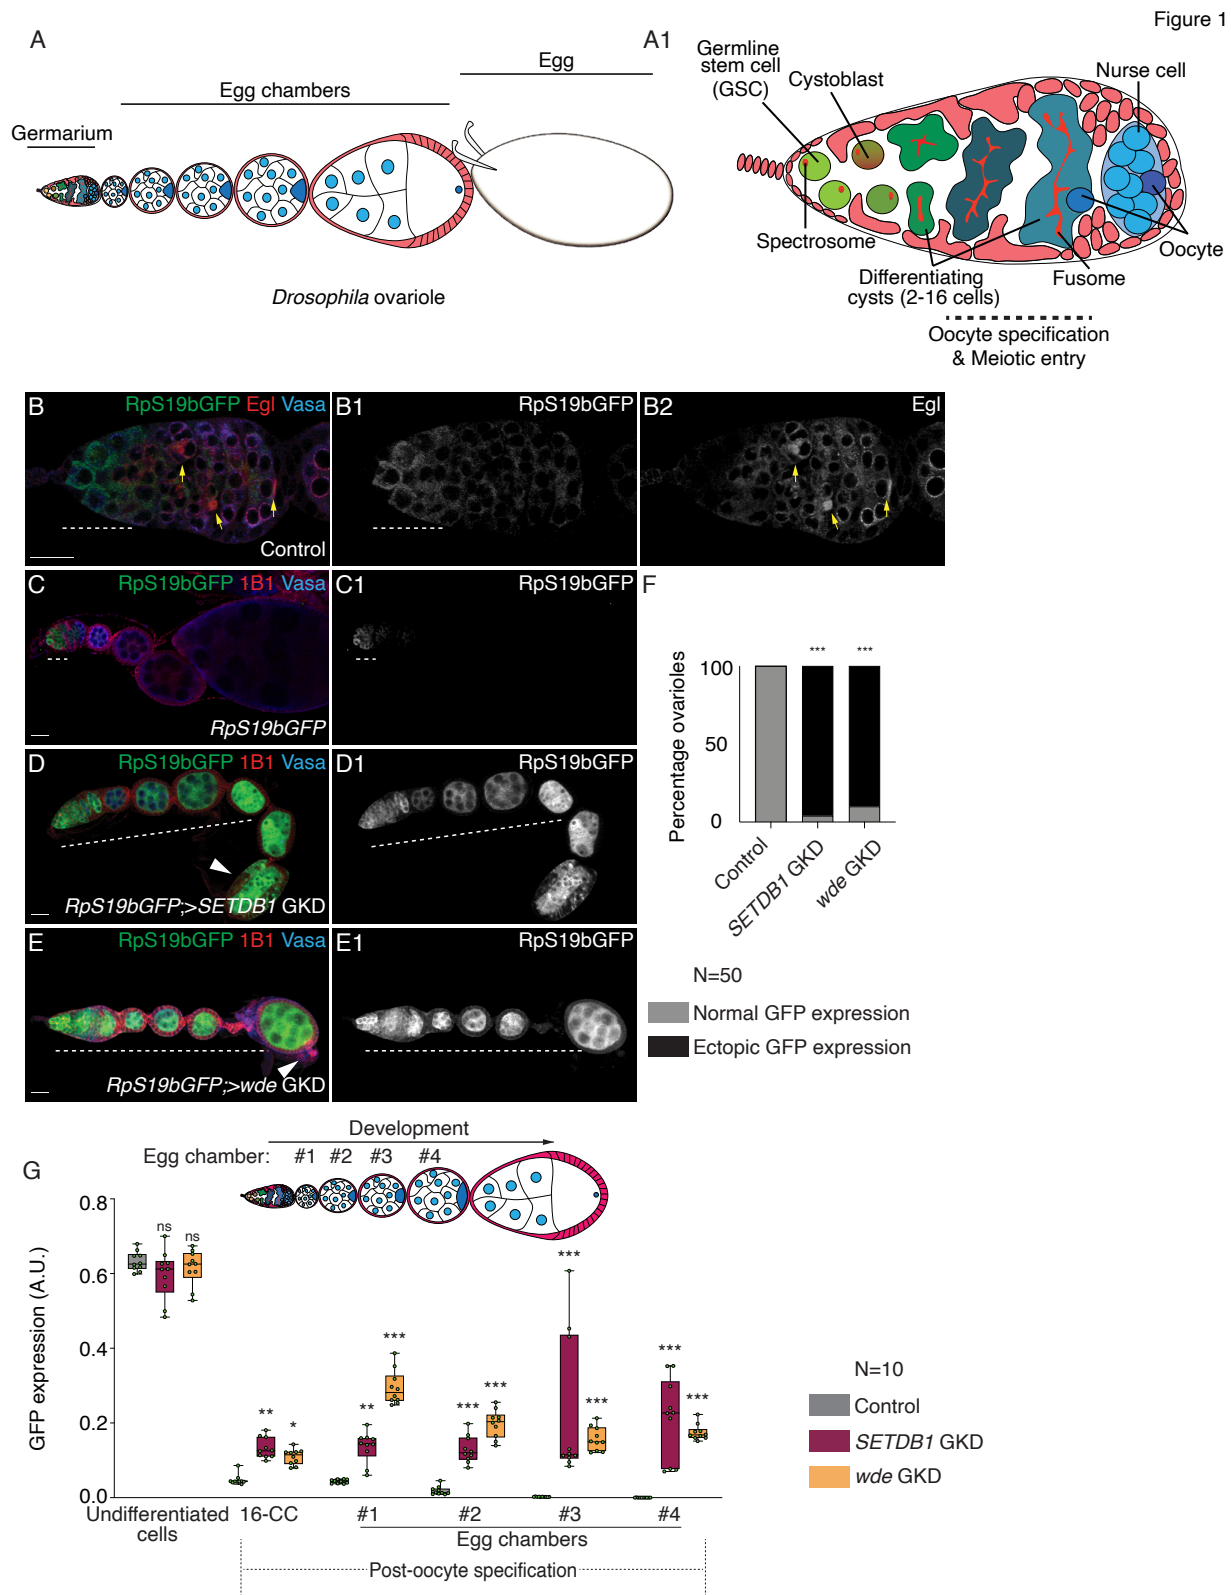 Figure 1
A
Egg
Egg chambers
Germarium
Drosophila ovariole
A1
Germline
stem cell
(GSC)
Cystoblast
Nurse cell
Spectrosome
Differentiating
cysts (2-16 cells)
Fusome
Oocyte
Oocyte specification
& Meiotic entry
B
RpS19bGFP Egl Vasa
Control
B1
RpS19bGFP
B2
Egl
C
RpS19bGFP 1B1 Vasa
RpS19bGFP
C1
RpS19bGFP
D
RpS19bGFP 1B1 Vasa
RpS19bGFP;>SETDB1 GKD
D1
RpS19bGFP
E
RpS19bGFP 1B1 Vasa
RpS19bGFP;>wde GKD
E1
RpS19bGFP
F
*** ***
100
50
0
Percentage ovarioles
Control
SETDB1 GKD
wde GKD
N=50
Normal GFP expression
Ectopic GFP expression
G
Development
Egg chamber: #1 #2 #3 #4
0.8
0.6
0.4
0.2
0.0
GFP expression (A.U.)
ns
ns
**
*
**
***
***
***
***
***
***
***
Undifferentiated
cells
16-CC
#1
#2
#3
#4
Egg chambers
Post-oocyte specification
N=10
Control
SETDB1 GKD
wde GKD